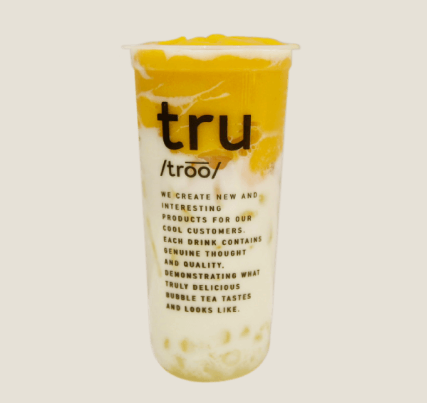 tru
/tro͞o/
WE CREATE NEW AND
INTERESTING
PRODUCTS FOR OUR
COOL CUSTOMERS.
EACH DRINK CONTAINS
GENUINE THOUGHT
AND QUALITY,
DEMONSTRATING WHAT
TRULY DELICIOUS
BUBBLE TEA TASTES
AND LOOKS LIKE.